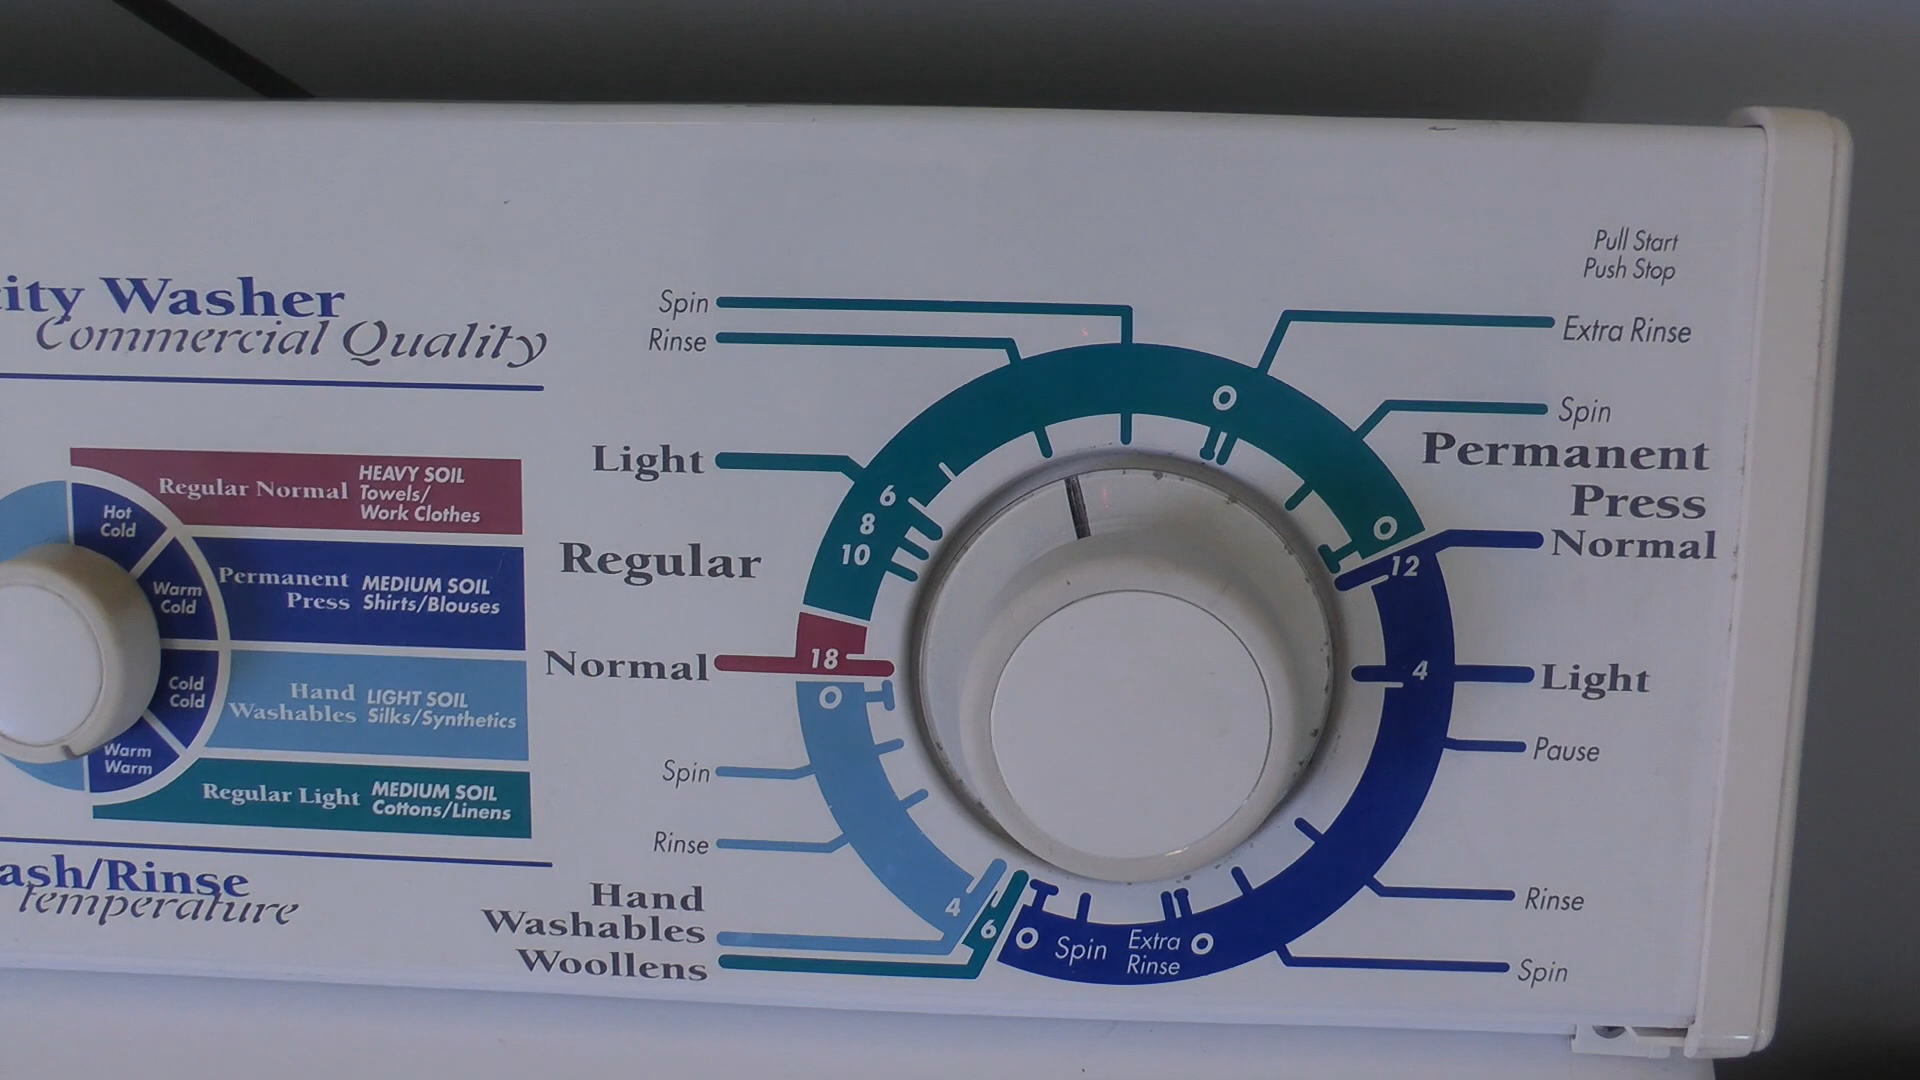 ity Washer
Commercial Quality
Hot
Cold
Warm
Cold
Cold
Cold
Warm
Warm
Regular Normal
HEAVY SOIL
Towels/
Work Clothes
Permanent
Press
MEDIUM SOIL
Shirts/Blouses
Hand
Washables
LIGHT SOIL
Silks/Synthetics
Regular Light
MEDIUM SOIL
Cottons/Linens
ash/Rinse
temperature
Spin
Rinse
Light
Regular
Normal
Spin
Rinse
Hand
Washables
Woollens
6
8
10
18
O
4
6
O
Spin
Extra
Rinse
O
O
O
12
4
Pull Start
Push Stop
Extra Rinse
Spin
Permanent
Press
Normal
Light
Pause
Rinse
Spin